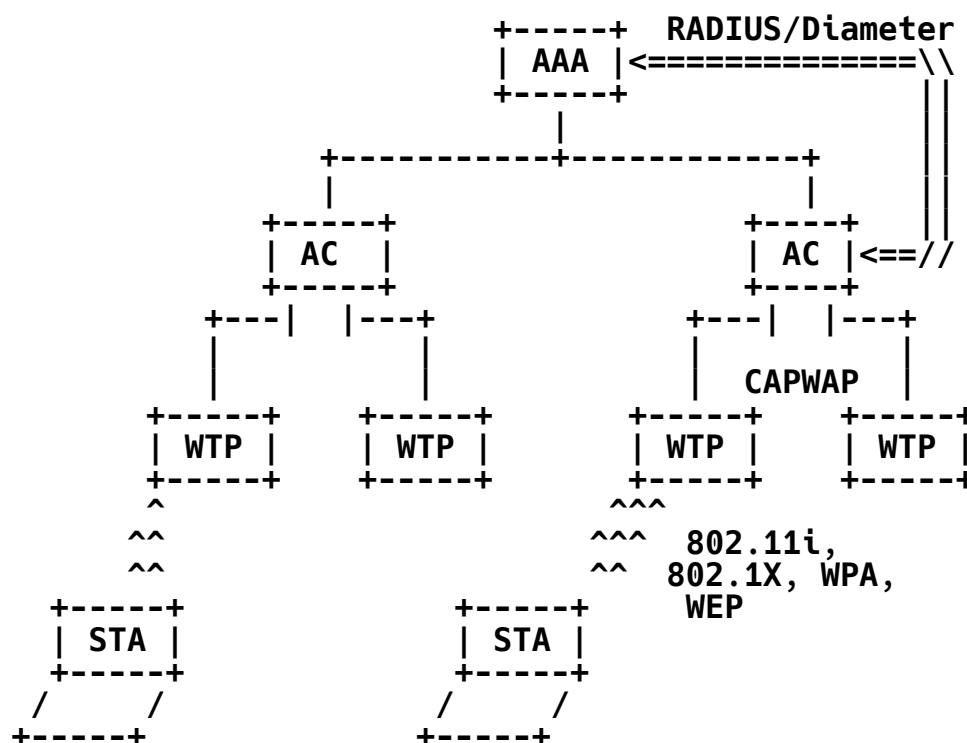 RADIUS/Diameter
AAA
AC AC
CAPWAP
WTP WTP WTP WTP
802.11i,
802.1X, WPA,
WEP
STA STA